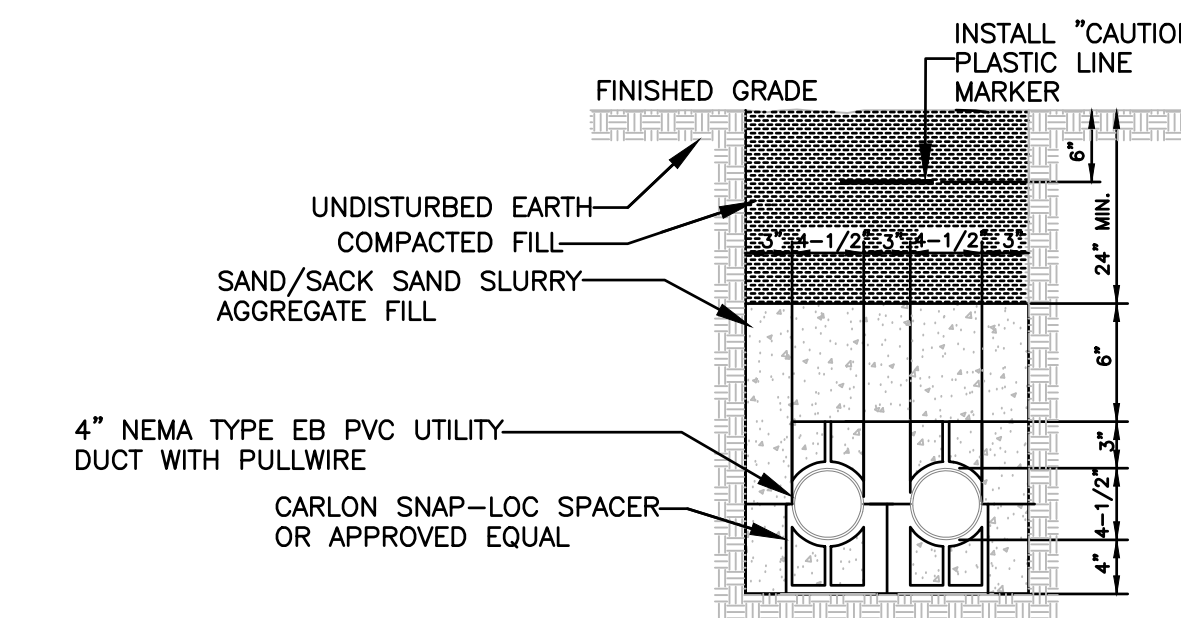 INSTALL "CAUTION
PLASTIC LINE
MARKER
FINISHED GRADE
6"
UNDISTURBED EARTH
24" MIN.
COMPACTED FILL
3" 4-1/2" 3" 4-1/2" 3"
SAND/SACK SAND SLURRY
AGGREGATE FILL
6"
4" NEMA TYPE EB PVC UTILITY
DUCT WITH PULLWIRE
3"
CARLON SNAP-LOC SPACER
OR APPROVED EQUAL
4-1/2"
4"